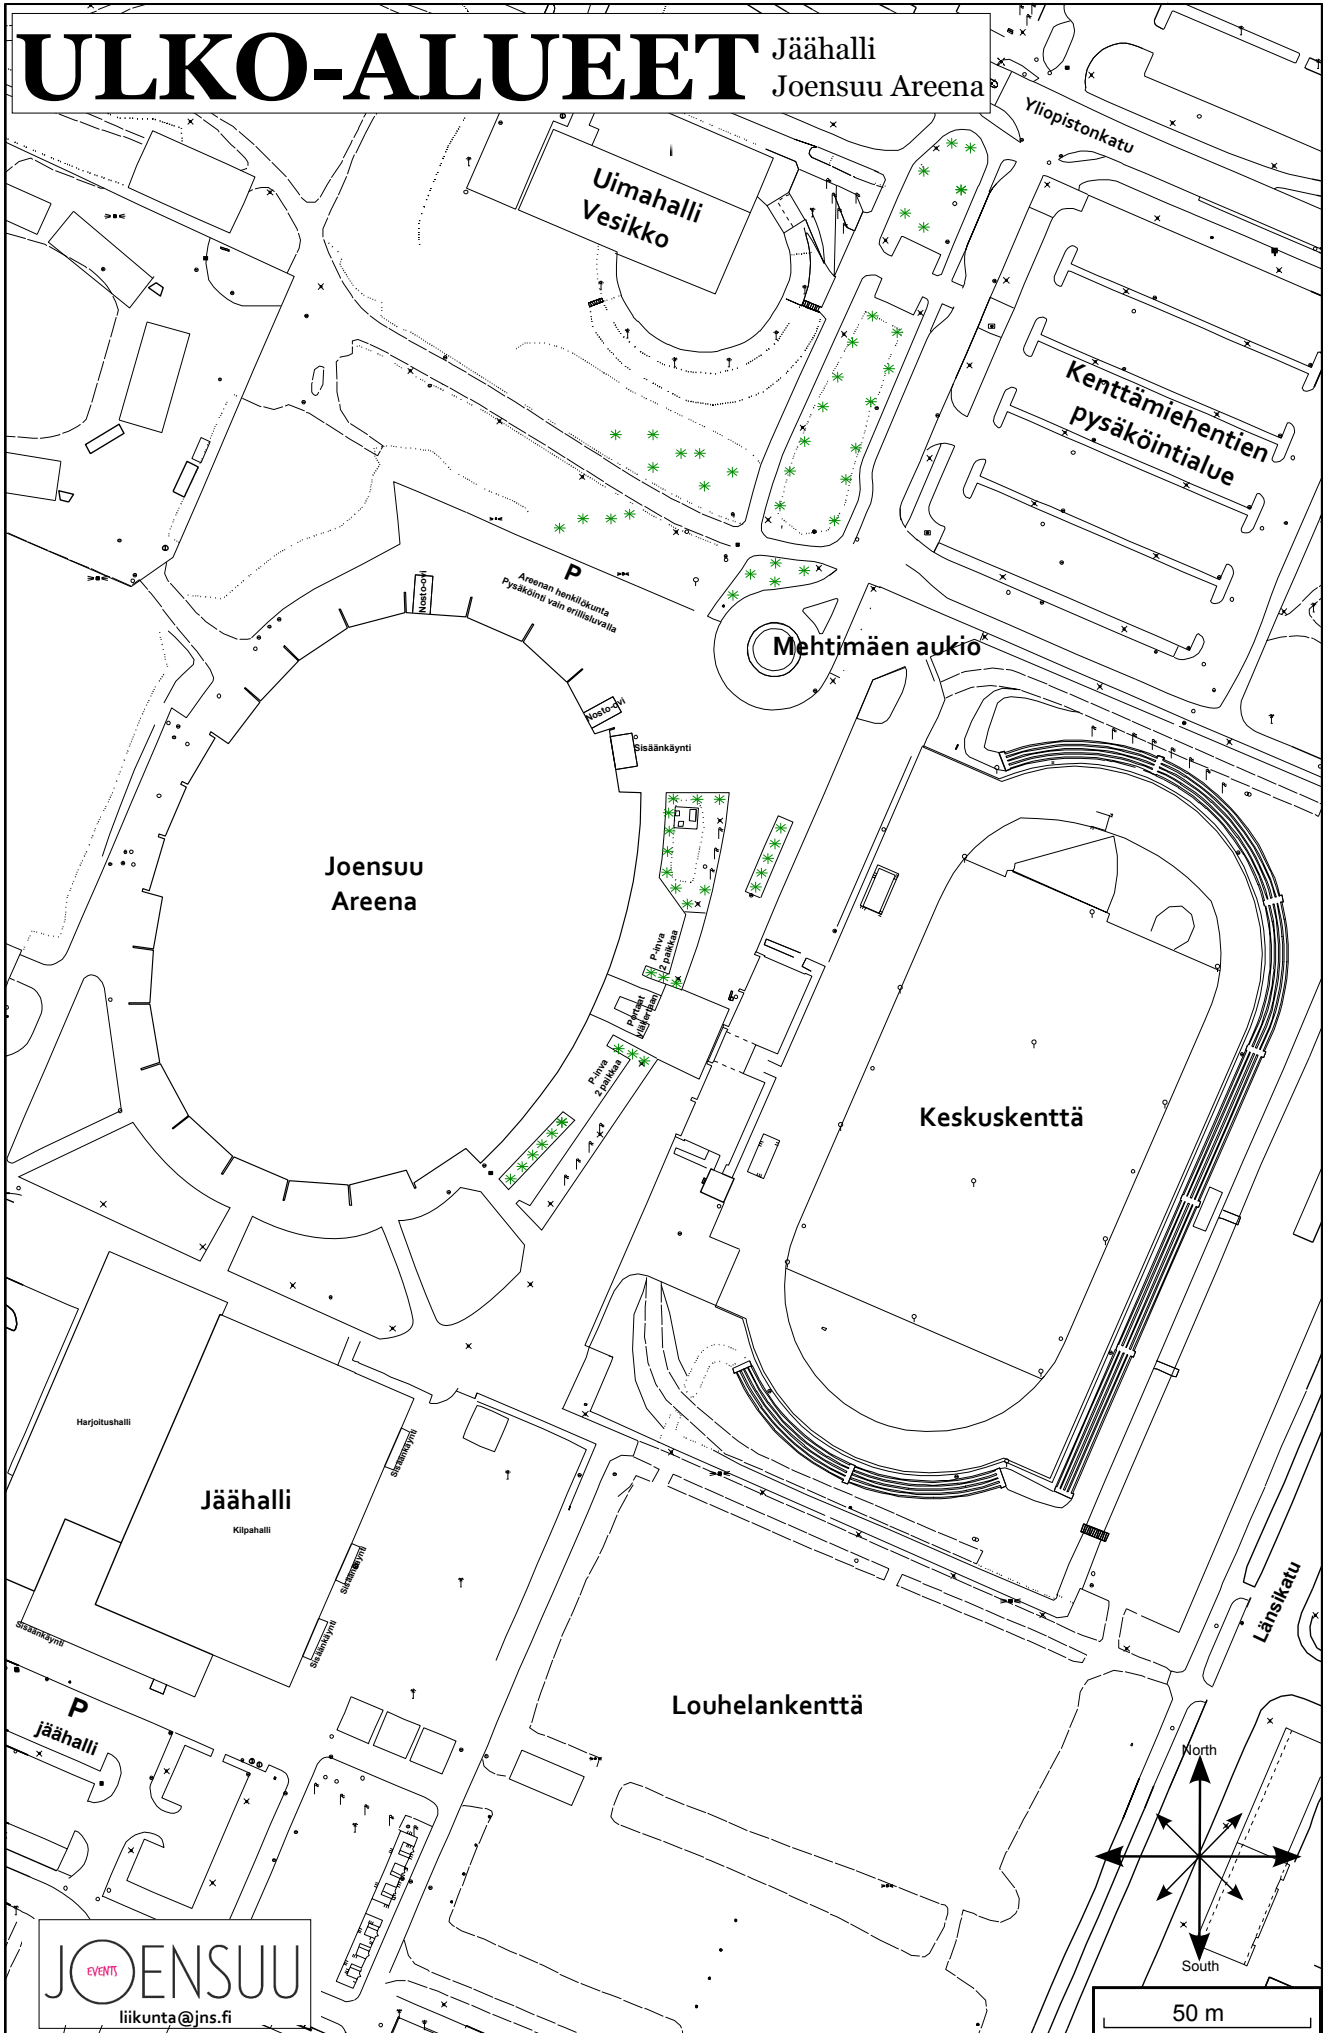 ULKO-ALUEET
Jäähalli
Joensuu Areena
Yliopistonkatu
Uimahalli
Vesikko
Kenttämiehentien
pysäköintialue
P
Areenan henkilökunta
Pysäköinti vain erillisluvalla
Nosto-ovi
Mehtimäen aukio
Nosto-ovi
Sisäänkäynti
Joensuu
Areena
P-inva
2 paikkaa
Portaat
yläkertaan
P-inva
2 paikkaa
Keskuskenttä
Harjoitushalli
Sisäänkäynti
Jäähalli
Kilpahalli
Sisäänkäynti
Sisäänkäynti
Sisäänkäynti
Länsikatu
P
jäähalli
Louhelankenttä
North
South
JOENSUU
EVENTS
liikunta@jns.fi
50 m